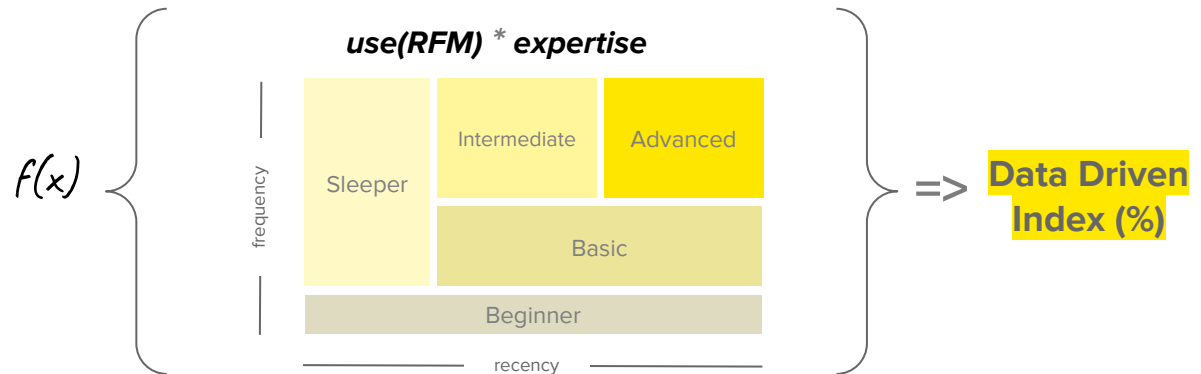 use(RFM) * expertise
f(x)
frequency
Sleeper
Intermediate
Advanced
Basic
Beginner
recency
=>
Data Driven
Index (%)